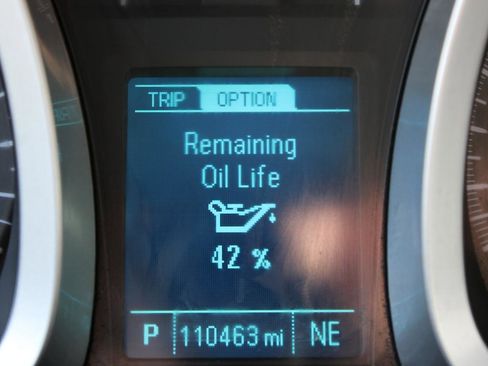 TRIP OPTION
Remaining
Oil Life
42 %
P 110463 mi NE